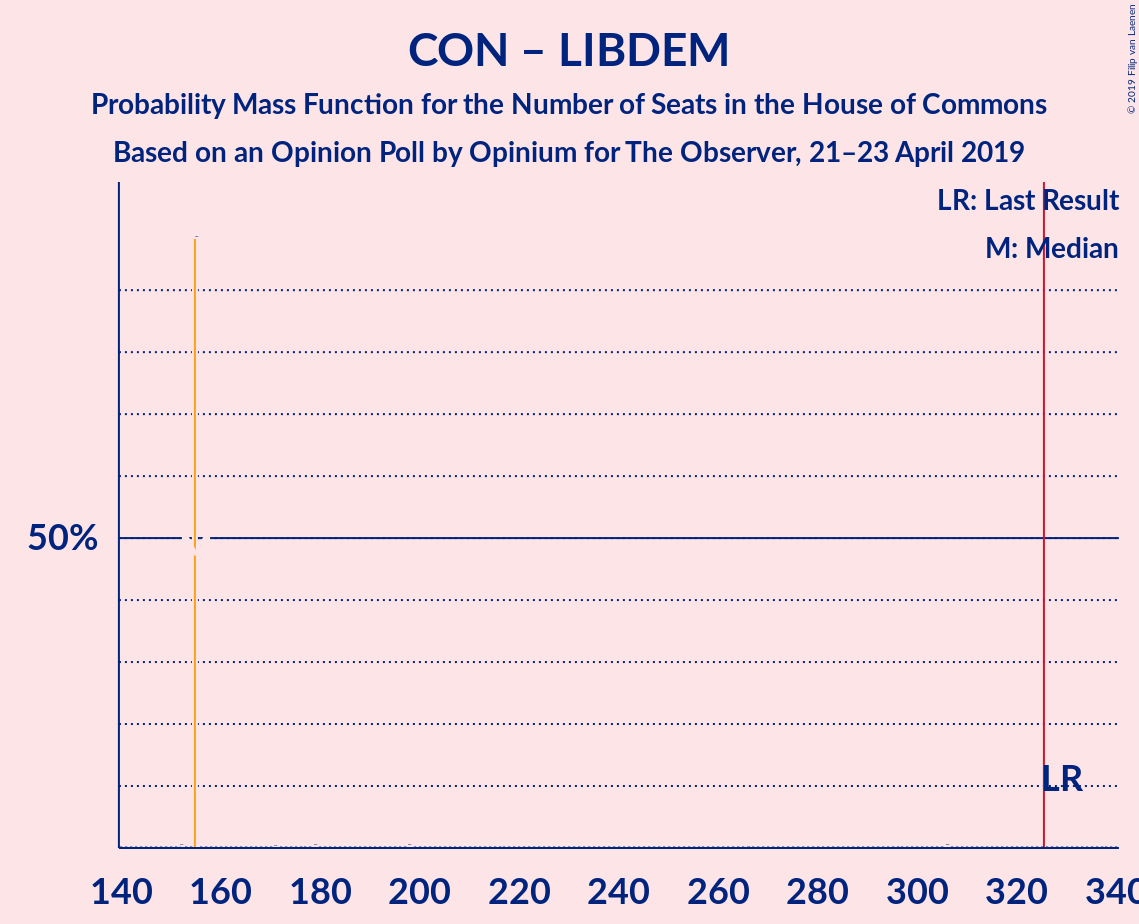 CON – LIBDEM
Probability Mass Function for the Number of Seats in the House of Commons
Based on an Opinion Poll by Opinium for The Observer, 21–23 April 2019
© 2019 Filip van Laenen
LR: Last Result
M: Median
50%
LR
140 160 180 200 220 240 260 280 300 320 340